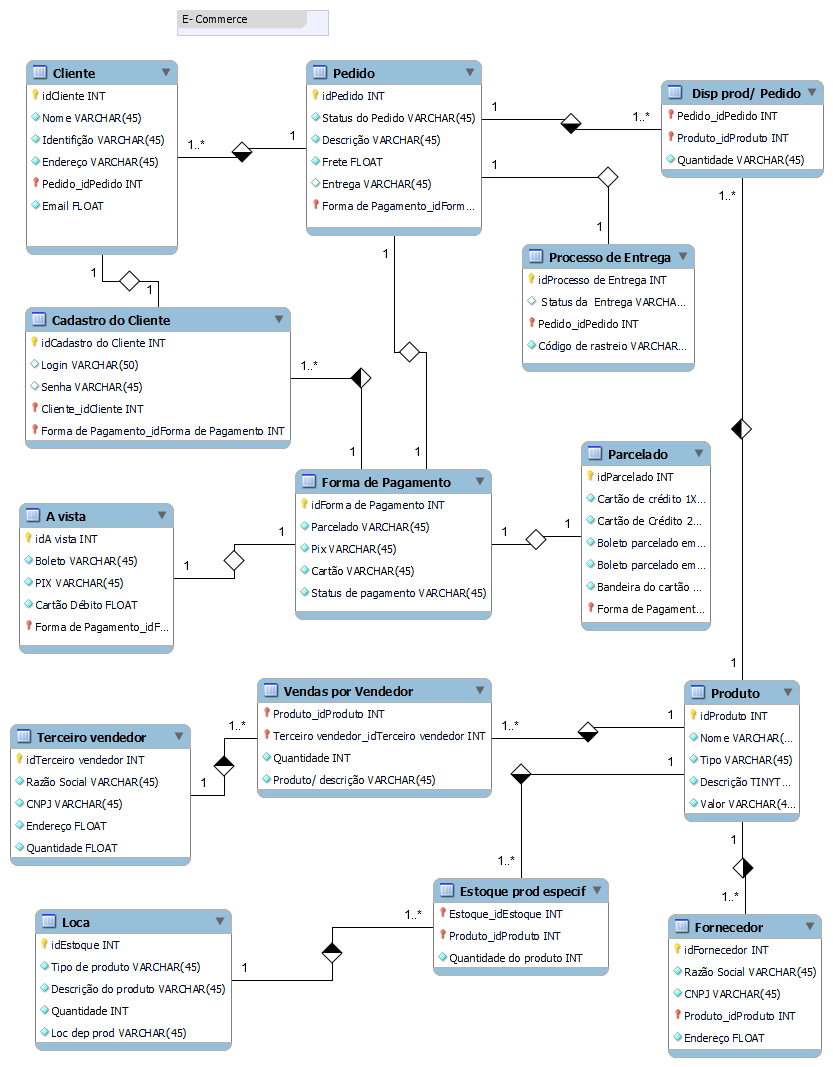 E- Commerce
Cliente
idCliente INT
Nome VARCHAR(45)
Identifição VARCHAR(45)
Endereço VARCHAR(45)
Pedido_idPedido INT
Email FLOAT
1..*
1
Pedido
idPedido INT
Status do Pedido VARCHAR(45)
Descrição VARCHAR(45)
Frete FLOAT
Entrega VARCHAR(45)
Forma de Pagamento_idForm...
1
1..*
Disp prod/ Pedido
Pedido_idPedido INT
Produto_idProduto INT
Quantidade VARCHAR(45)
1
1
Processo de Entrega
idProcesso de Entrega INT
Status da  Entrega VARCHA...
Pedido_idPedido INT
Código de rastreio VARCHAR...
1..*
1
1
1
Cadastro do Cliente
idCadastro do Cliente INT
Login VARCHAR(50)
Senha VARCHAR(45)
Cliente_idCliente INT
Forma de Pagamento_idForma de Pagamento INT
1..*
1
1
Forma de Pagamento
idForma de Pagamento INT
Parcelado VARCHAR(45)
Pix VARCHAR(45)
Cartão VARCHAR(45)
Status de pagamento VARCHAR(45)
1
1
Parcelado
idParcelado INT
Cartão de crédito 1X...
Cartão de Crédito 2...
Boleto parcelado em...
Boleto parcelado em...
Bandeira do cartão ...
Forma de Pagament...
A vista
idA vista INT
Boleto VARCHAR(45)
PIX VARCHAR(45)
Cartão Débito FLOAT
Forma de Pagamento_idF...
1
1
1
Vendas por Vendedor
Produto_idProduto INT
Terceiro vendedor_idTerceiro vendedor INT
Quantidade INT
Produto/ descrição VARCHAR(45)
1..*
1
Produto
idProduto INT
Nome VARCHAR(...
Tipo VARCHAR(45)
Descrição TINYT...
Valor VARCHAR(4...
Terceiro vendedor
idTerceiro vendedor INT
Razão Social VARCHAR(45)
CNPJ VARCHAR(45)
Endereço FLOAT
Quantidade FLOAT
1
1..*
1
1..*
1
1..*
Estoque prod especif
Estoque_idEstoque INT
Produto_idProduto INT
Quantidade do produto INT
Loca
idEstoque INT
Tipo de produto VARCHAR(45)
Descrição do produto VARCHAR(45)
Quantidade INT
Loc dep prod VARCHAR(45)
1
1..*
Fornecedor
idFornecedor INT
Razão Social VARCHAR(45)
CNPJ VARCHAR(45)
Produto_idProduto INT
Endereço FLOAT